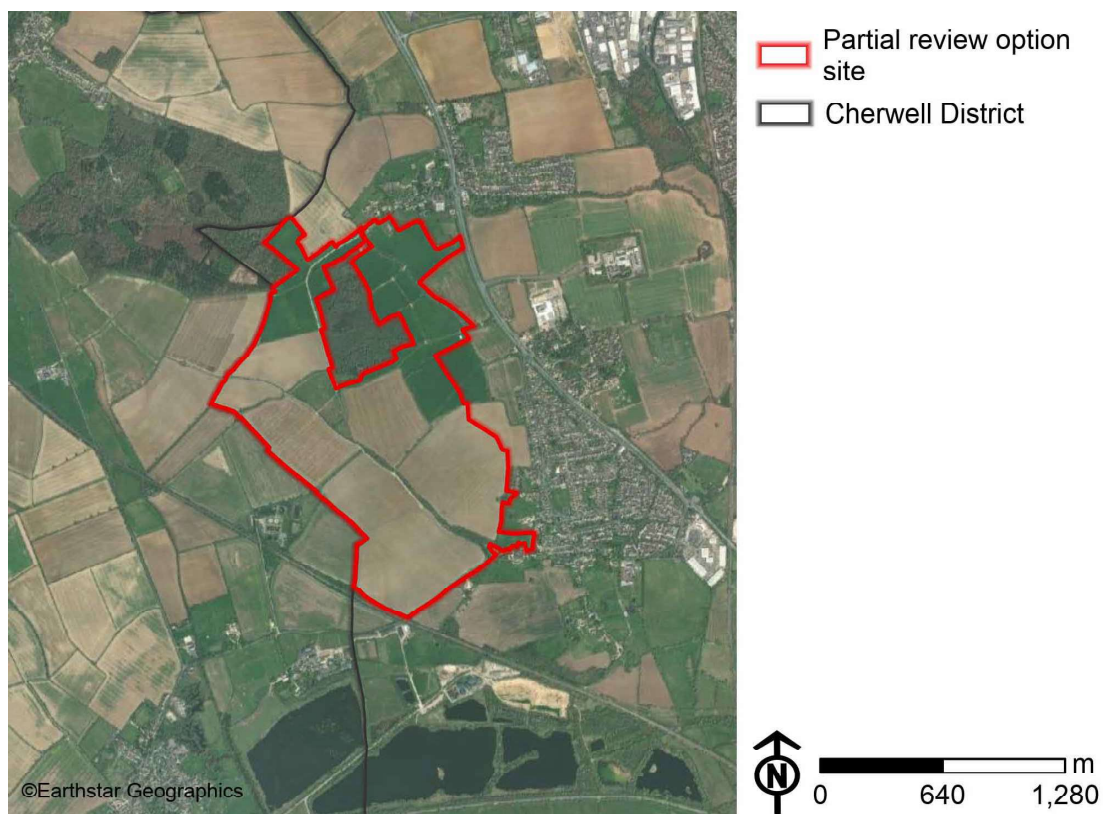 Partial review option
site
Cherwell District
©Earthstar Geographics
N
m
0 640 1,280